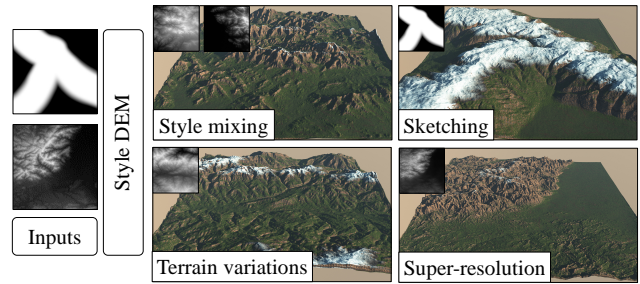 Inputs
Style DEM
Style mixing
Sketching
Terrain variations
Super-resolution